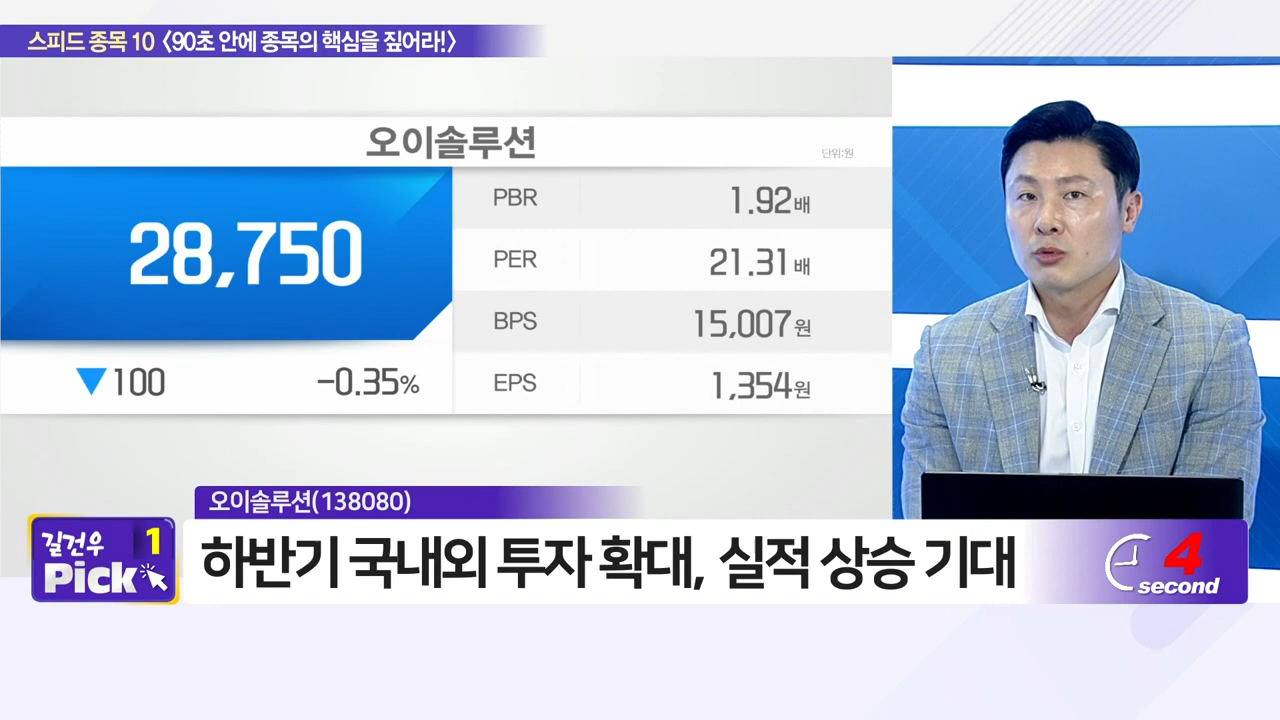 스피드 종목 10 〈90초 안에 종목의 핵심을 짚어라!〉
오이솔루션
단위:원
28,750
▼100 -0.35%
PBR 1.92배
PER 21.31배
BPS 15,007원
EPS 1,354원
오이솔루션(138080)
길건우 1
Pick
하반기 국내외 투자 확대, 실적 상승 기대
4
second